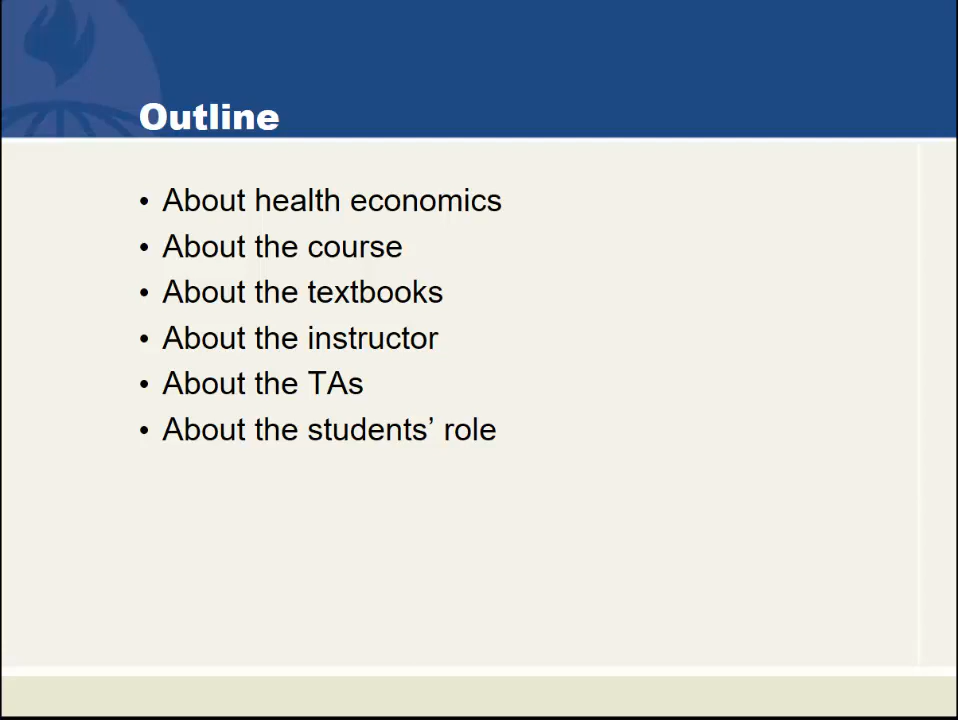 Outline
• About health economics
• About the course
• About the textbooks
• About the instructor
• About the TAs
• About the students’ role